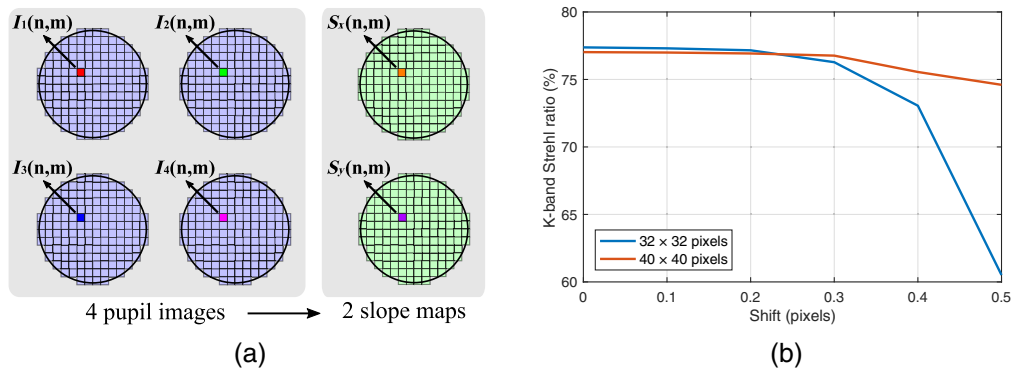 I1(n,m)
I2(n,m)
Sx(n,m)
I3(n,m)
I4(n,m)
Sy(n,m)
4 pupil images
2 slope maps
(a)
80
75
70
65
60
K-band Strehl ratio (%)
32 × 32 pixels
40 × 40 pixels
0
0.1
0.2
0.3
0.4
0.5
Shift (pixels)
(b)